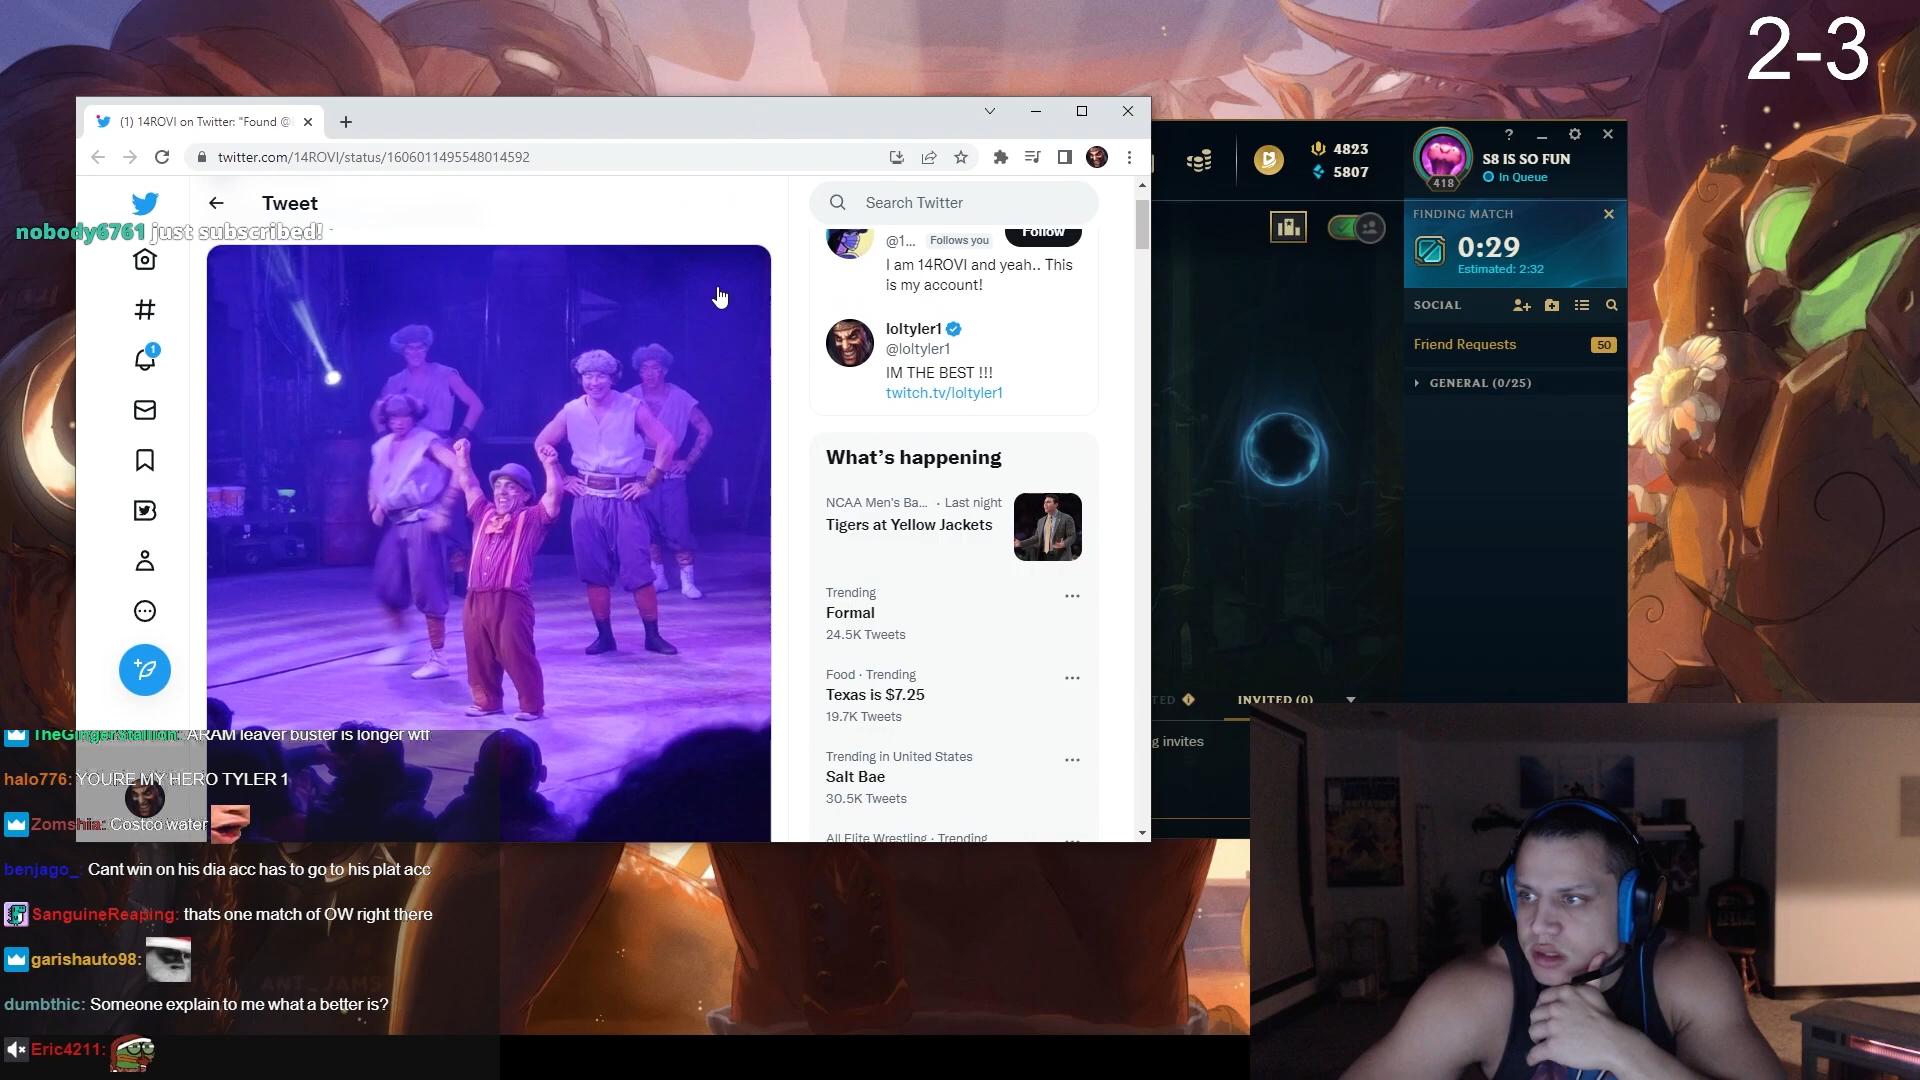 2-3
(1) 14ROVI on Twitter: "Found @
twitter.com/14ROVI/status/1606011495548014592
Tweet
nobody6761 just subscribed!
1
Search Twitter
@1... Follows you Follow
I am 14ROVI and yeah.. This
is my account!
loltyler1
@loltyler1
IM THE BEST !!!
twitch.tv/loltyler1
What's happening
NCAA Men's Ba... · Last night
Tigers at Yellow Jackets
Trending
Formal
24.5K Tweets
Food · Trending
Texas is $7.25
19.7K Tweets
Trending in United States
Salt Bae
30.5K Tweets
All Elite Wrestling · Trending
4823
5807
418
S8 IS SO FUN
In Queue
FINDING MATCH
0:29
Estimated: 2:32
SOCIAL
Friend Requests 50
GENERAL (0/25)
TED
INVITED (0)
g invites
TheGingerStallion: ARAM leaver buster is longer wtf
halo776: YOURE MY HERO TYLER 1
Zomshia: Costco water
benjago_: Cant win on his dia acc has to go to his plat acc
SanguineReaping: thats one match of OW right there
garishauto98:
ANT_JAMS
dumbthic: Someone explain to me what a better is?
Eric4211: